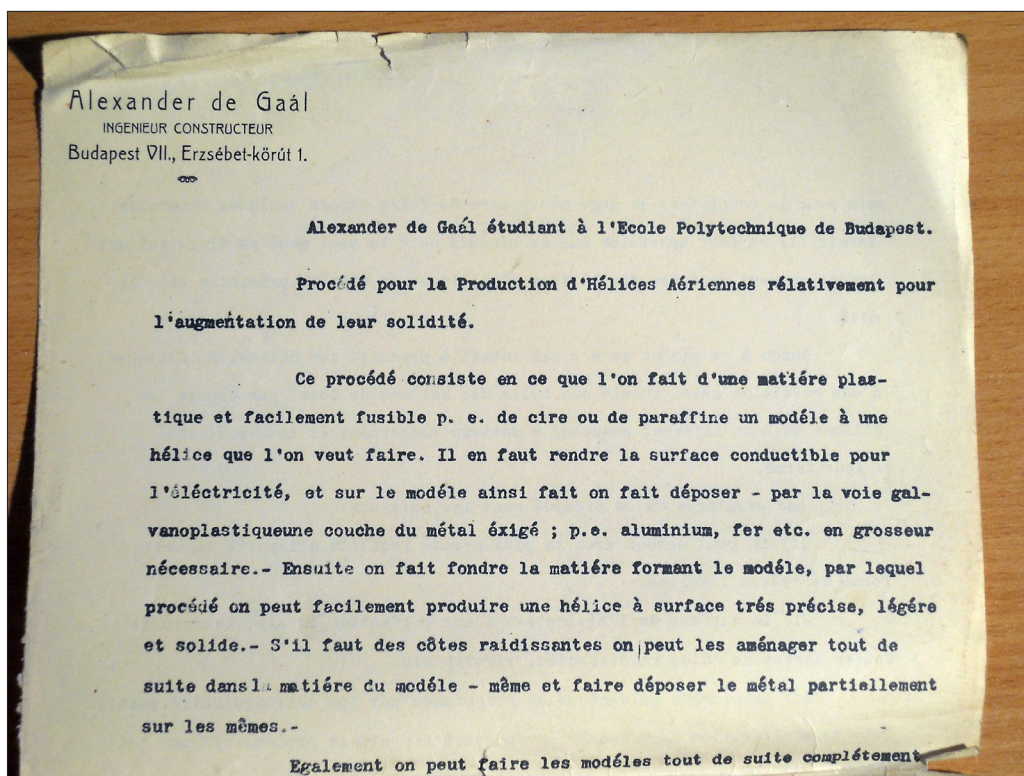 Alexander de Gaál
INGENIEUR CONSTRUCTEUR
Budapest VII., Erzsébet-körút 1.
Alexander de Gaál étudiant à l'Ecole Polytechnique de Budapest.
Procédé pour la Production d'Hélices Aériennes rélativement pour
l'augmentation de leur solidité.
Ce procédé consiste en ce que l'on fait d'une matiére plas-
tique et facilement fusible p. e. de cire ou de paraffine un modéle à une
hélice que l'on veut faire. Il en faut rendre la surface conductible pour
l'éléctricité, et sur le modéle ainsi fait on fait déposer - par la voie gal-
vanoplastiqueune couche du métal éxigé ; p.e. aluminium, fer etc. en grosseur
nécessaire.- Ensuite on fait fondre la matiére formant le modéle, par lequel
procédé on peut facilement produire une hélice à surface trés précise, légére
et solide.- S'il faut des côtes raidissantes on peut les aménager tout de
suite dans la matiére du modéle - même et faire déposer le métal partiellement
sur les mêmes.-
Egalement on peut faire les modéles tout de suite complétement